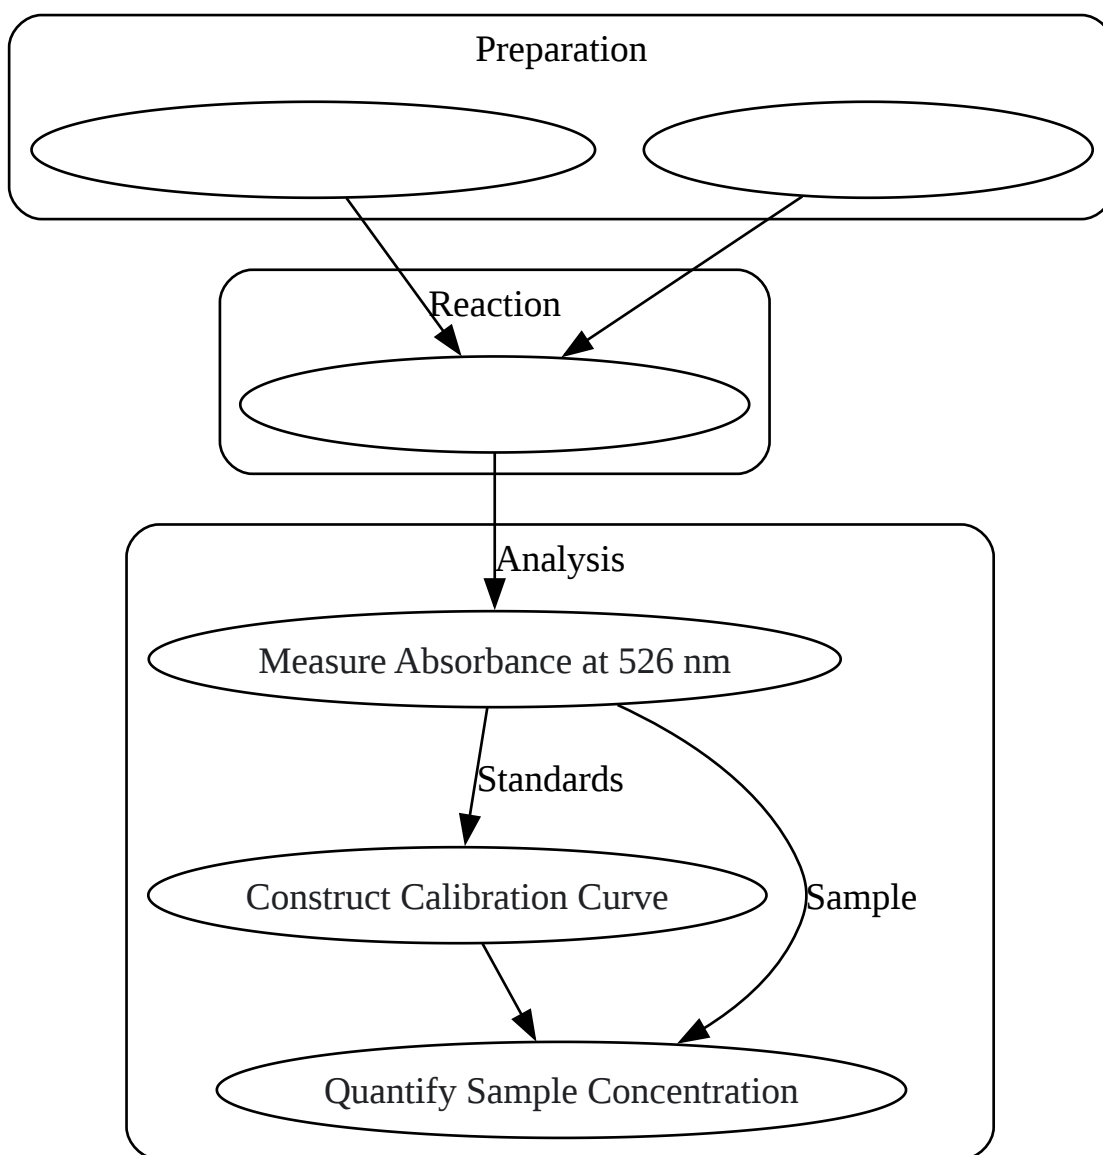 Preparation
Reaction
Analysis
Measure Absorbance at 526 nm
Standards
Construct Calibration Curve
Sample
Quantify Sample Concentration